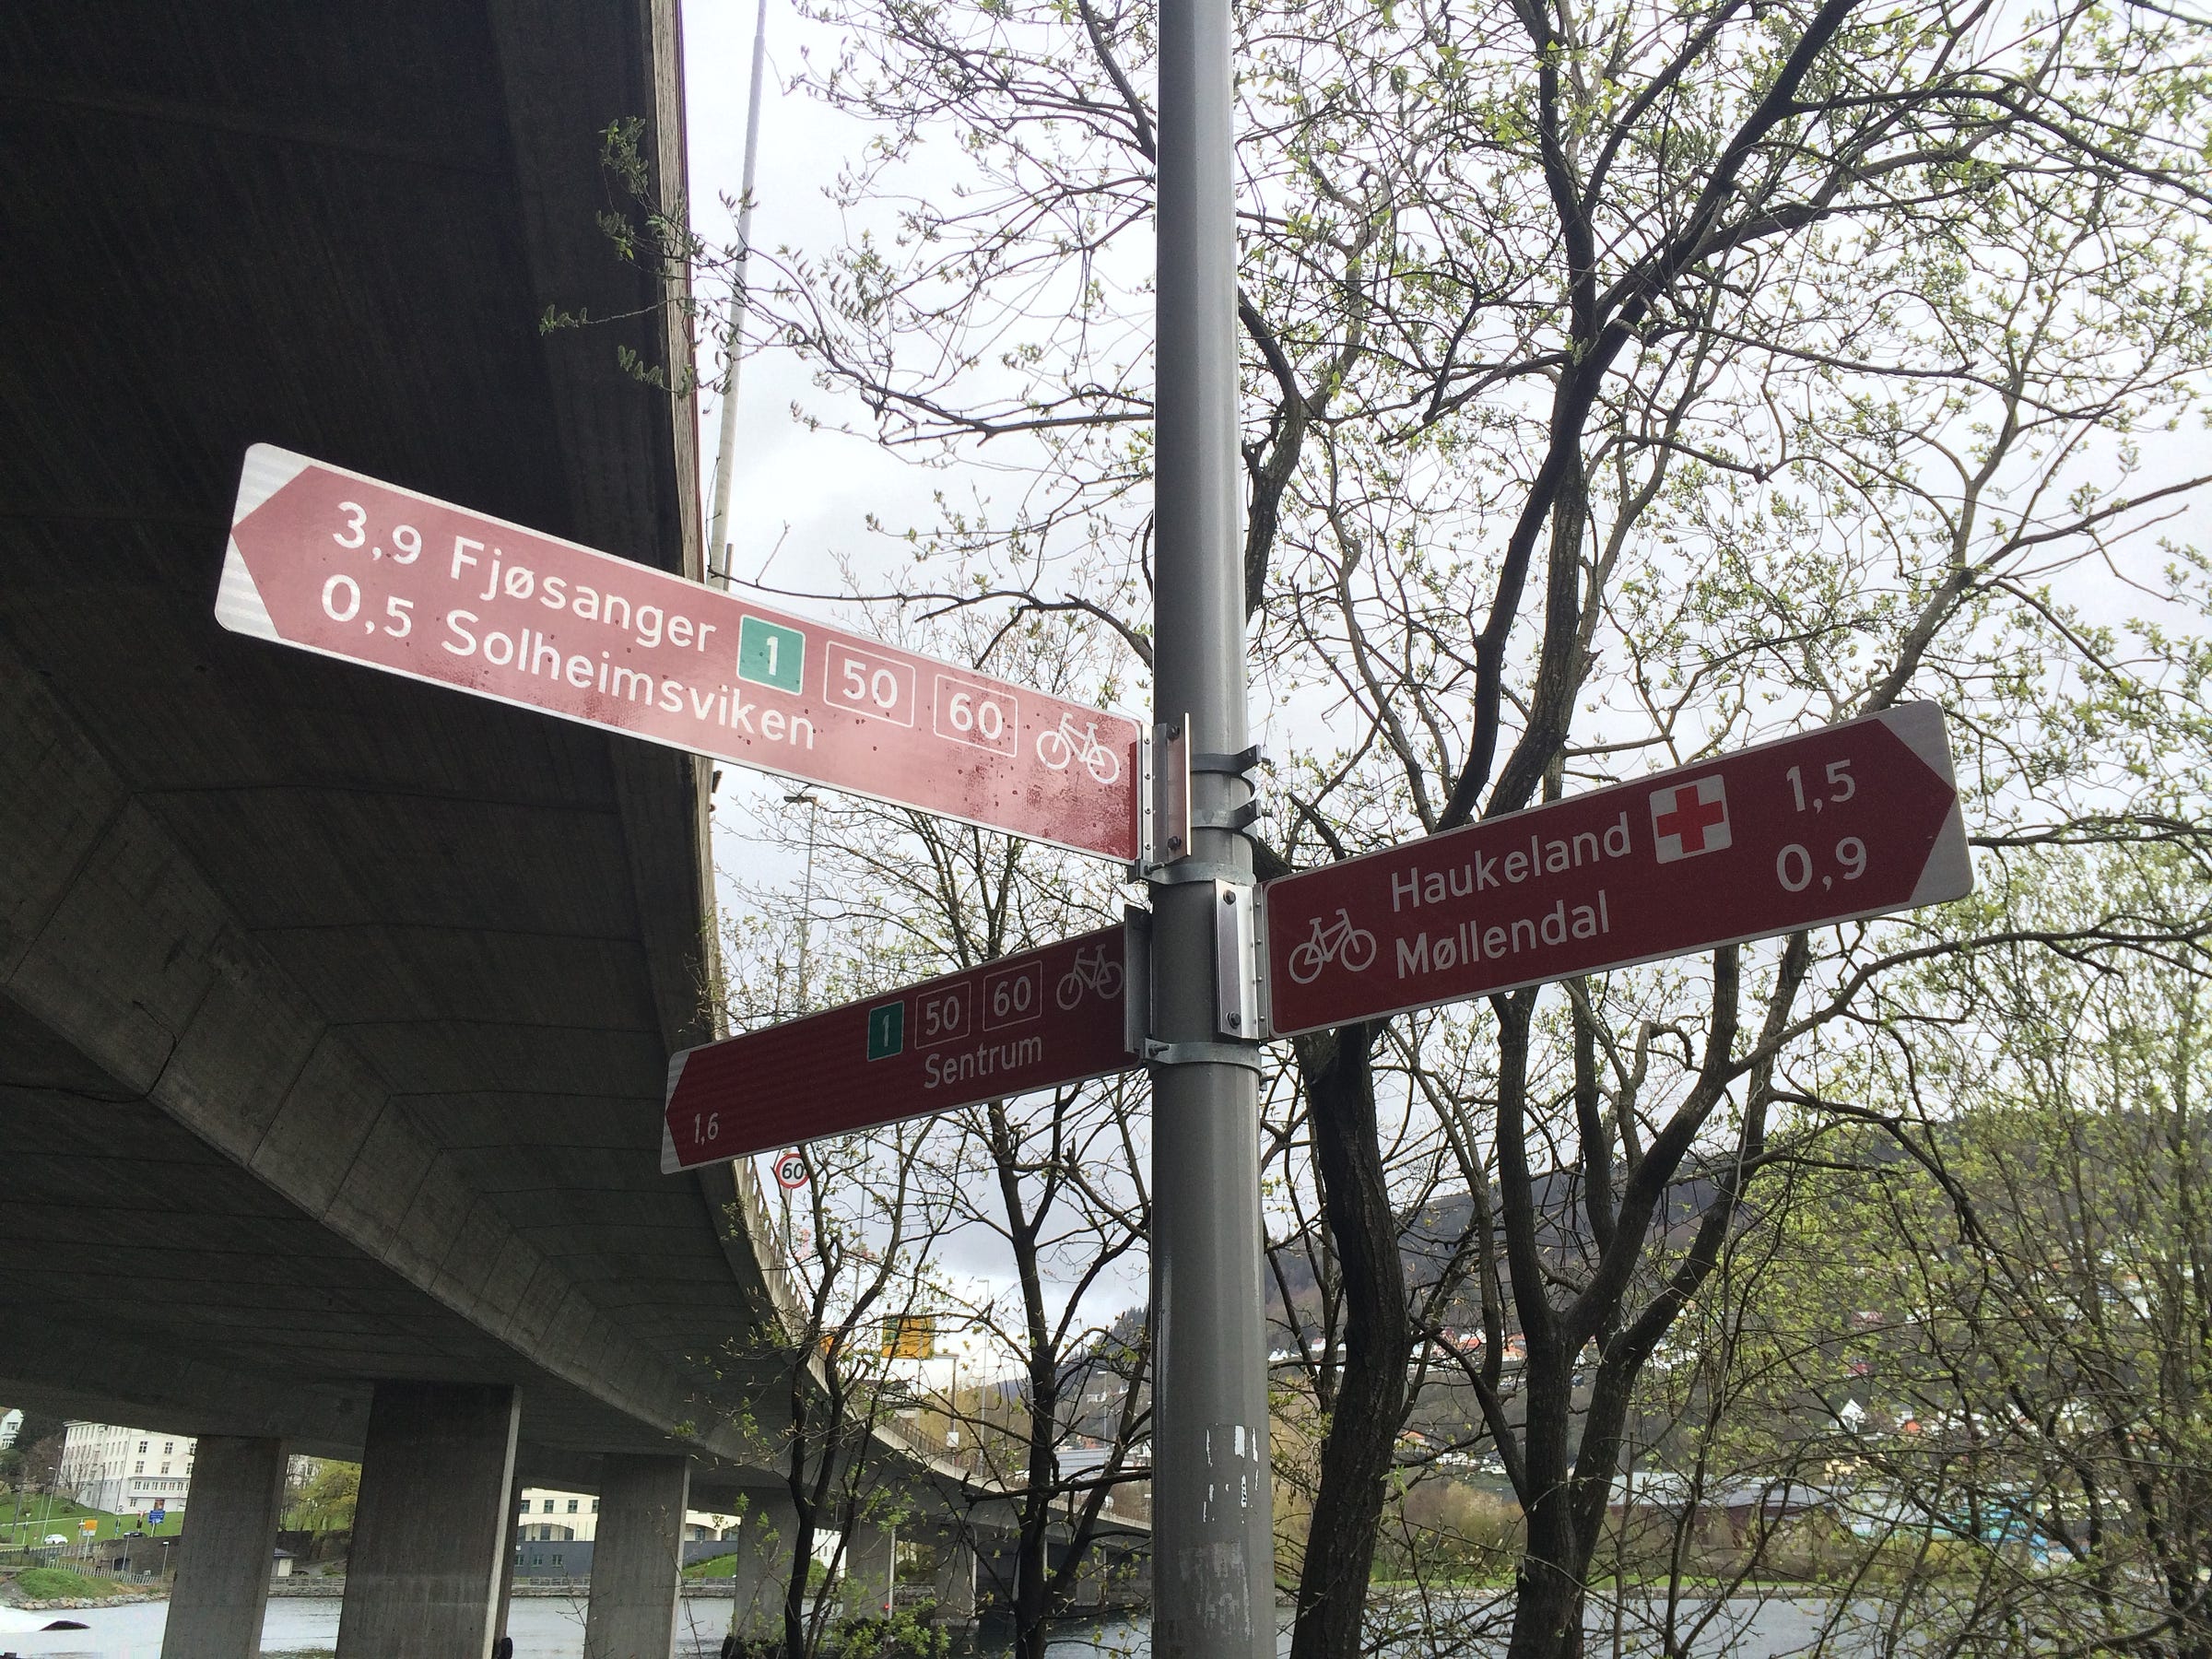 3,9 Fjøsanger 1 50 60
0,5 Solheimsviken
Haukeland 1,5
Møllendal 0,9
1 50 60
1,6 Sentrum
60